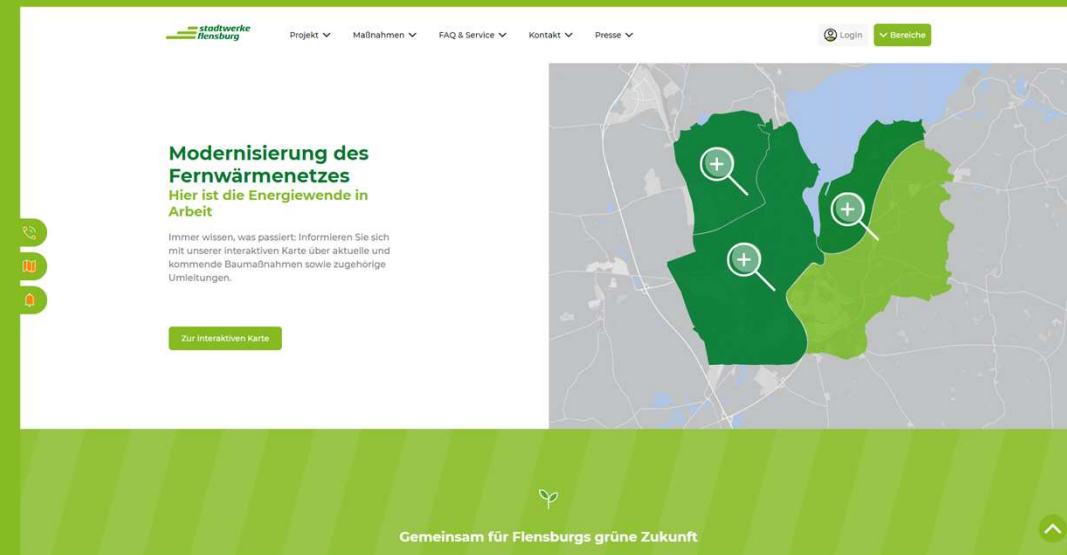 stadtwerke
flensburg
Projekt
Maßnahmen
FAQ & Service
Kontakt
Presse
Login
Bereiche
Modernisierung des
Fernwärmenetzes
Hier ist die Energiewende in
Arbeit
Immer wissen, was passiert: Informieren Sie sich
mit unserer interaktiven Karte über aktuelle und
kommende Baumaßnahmen sowie zugehörige
Umleitungen.
Zur Interaktiven Karte
Gemeinsam für Flensburgs grüne Zukunft